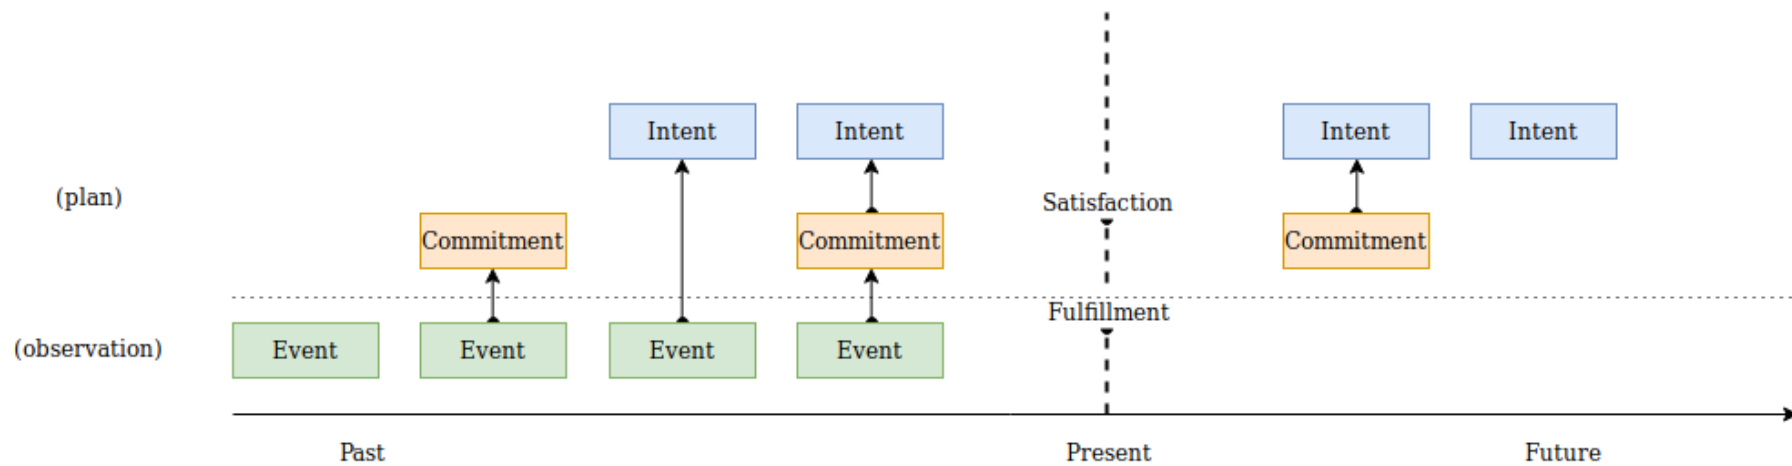 Intent
Intent
Intent
Intent
(plan)
Satisfaction
Commitment
Commitment
Commitment
Fulfillment
(observation)
Event
Event
Event
Event
Past
Present
Future